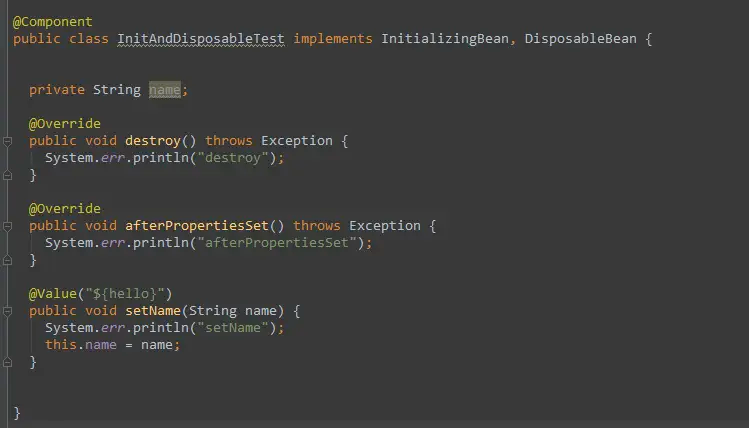 @Component
public class InitAndDisposableTest implements InitializingBean, DisposableBean {
private String name;
@Override
public void destroy() throws Exception {
System.err.println("destroy");
}
@Override
public void afterPropertiesSet() throws Exception {
System.err.println("afterPropertiesSet");
}
@Value("${hello}")
public void setName(String name) {
System.err.println("setName");
this.name = name;
}
}